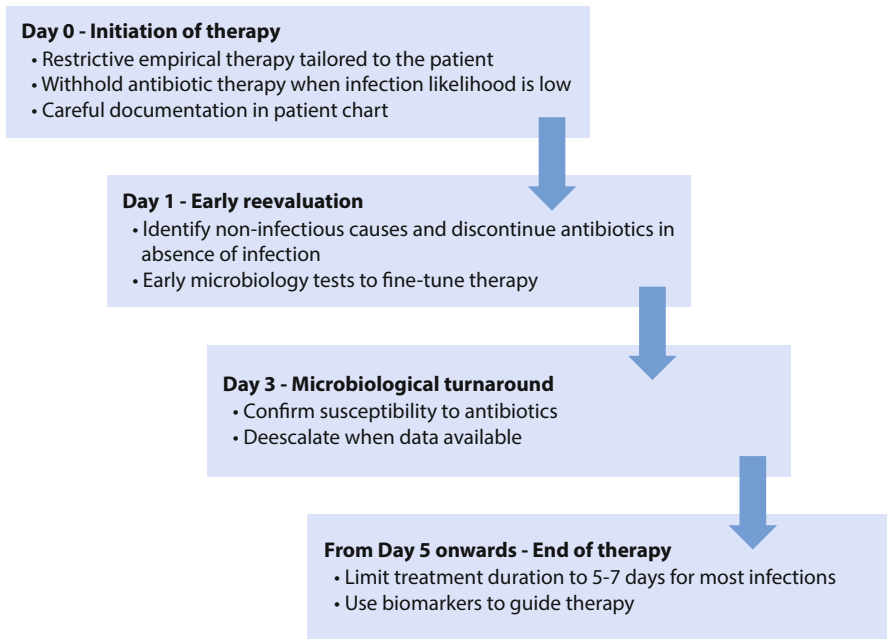 Day 0 - Initiation of therapy
• Restrictive empirical therapy tailored to the patient
• Withhold antibiotic therapy when infection likelihood is low
• Careful documentation in patient chart
Day 1 - Early reevaluation
• Identify non-infectious causes and discontinue antibiotics in
absence of infection
• Early microbiology tests to fine-tune therapy
Day 3 - Microbiological turnaround
• Confirm susceptibility to antibiotics
• Deescalate when data available
From Day 5 onwards - End of therapy
• Limit treatment duration to 5-7 days for most infections
• Use biomarkers to guide therapy